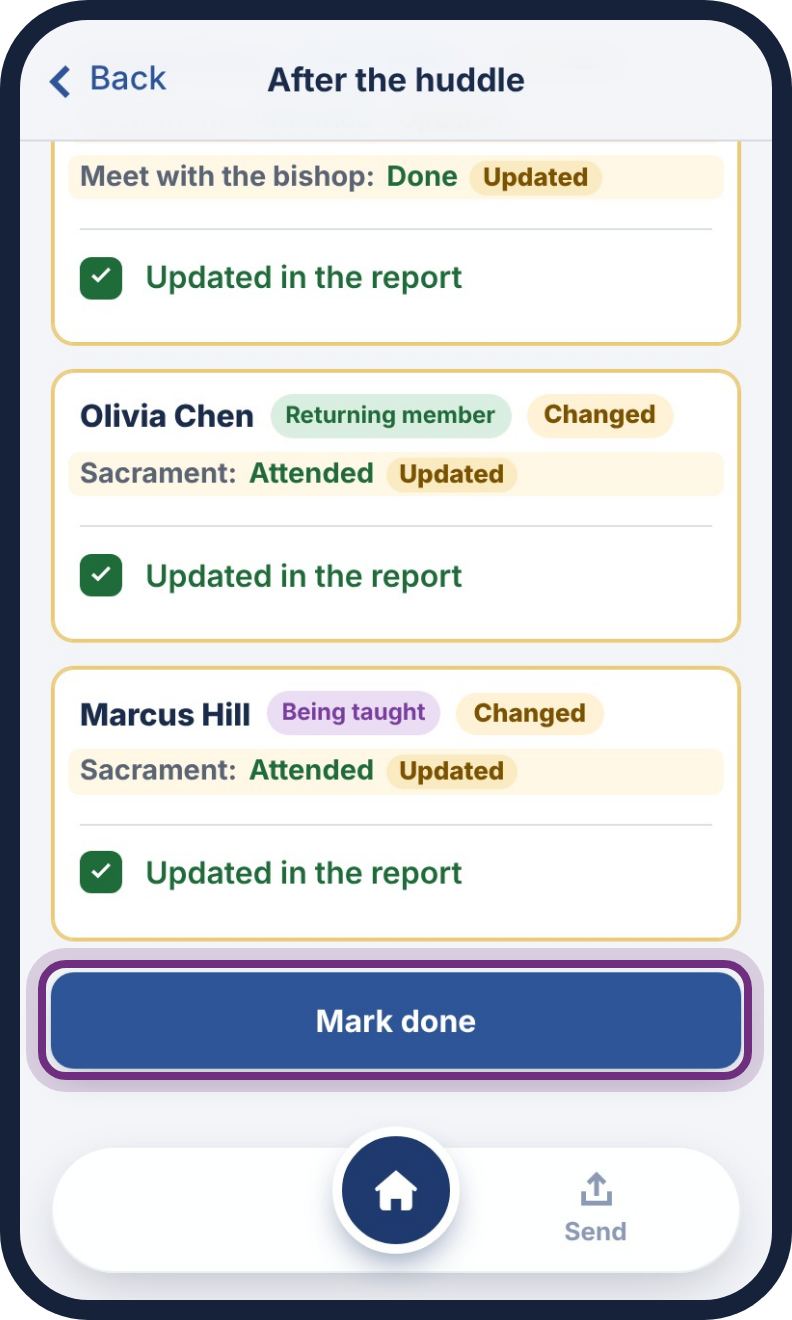 Back
After the huddle
Meet with the bishop: Done Updated
Updated in the report
Olivia Chen Returning member Changed
Sacrament: Attended Updated
Updated in the report
Marcus Hill Being taught Changed
Sacrament: Attended Updated
Updated in the report
Mark done
Send